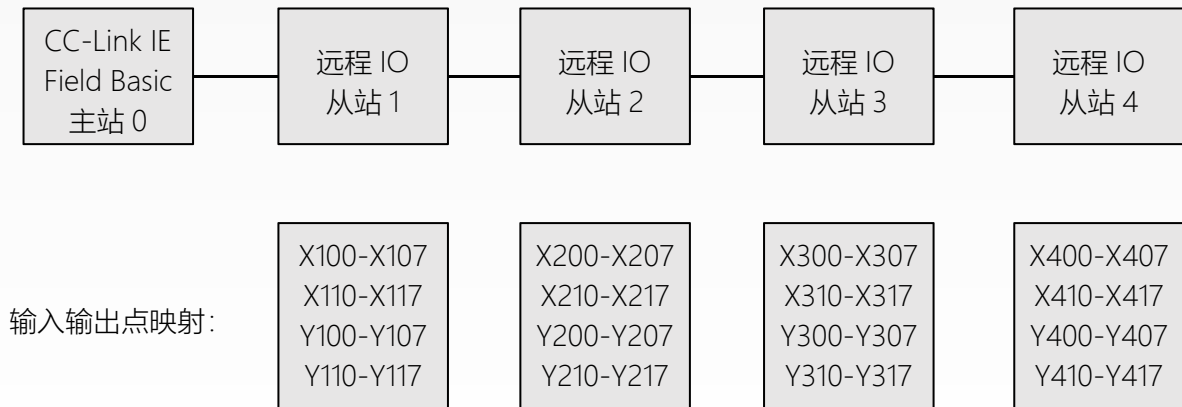 CC-Link IE
Field Basic
主站 0
远程 IO
从站 1
远程 IO
从站 2
远程 IO
从站 3
远程 IO
从站 4
输入输出点映射：
X100-X107
X110-X117
Y100-Y107
Y110-Y117
X200-X207
X210-X217
Y200-Y207
Y210-Y217
X300-X307
X310-X317
Y300-Y307
Y310-Y317
X400-X407
X410-X417
Y400-Y407
Y410-Y417